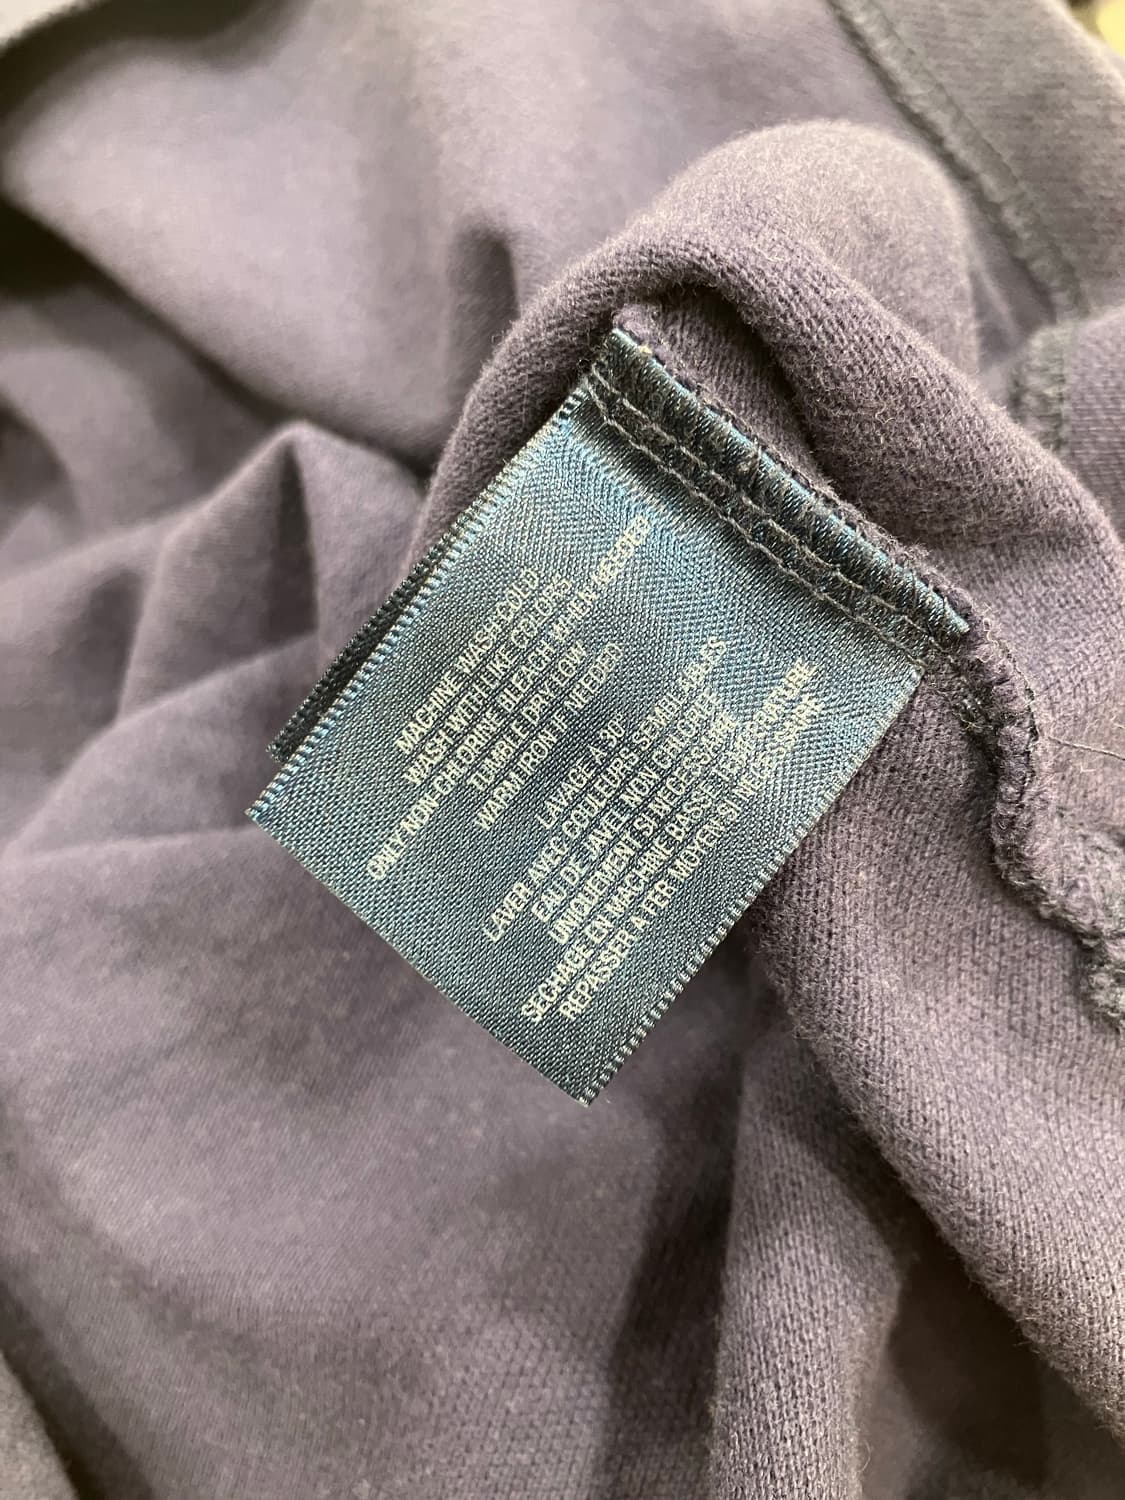 MACHINE WASH COLD
WASH WITH LIKE COLORS
ONLY NON-CHLORINE BLEACH WHEN NEEDED
TUMBLE DRY LOW
WARM IRON IF NEEDED
LAVAGE A 30°
LAVER AVEC COULEURS SEMBLABLES
EAU DE JAVEL NON CHLOREE
UNIQUEMENT SI NECESSAIRE
SECHAGE EN MACHINE BASSE TEMPERATURE
REPASSER A FER MOYEN SI NECESSAIRE